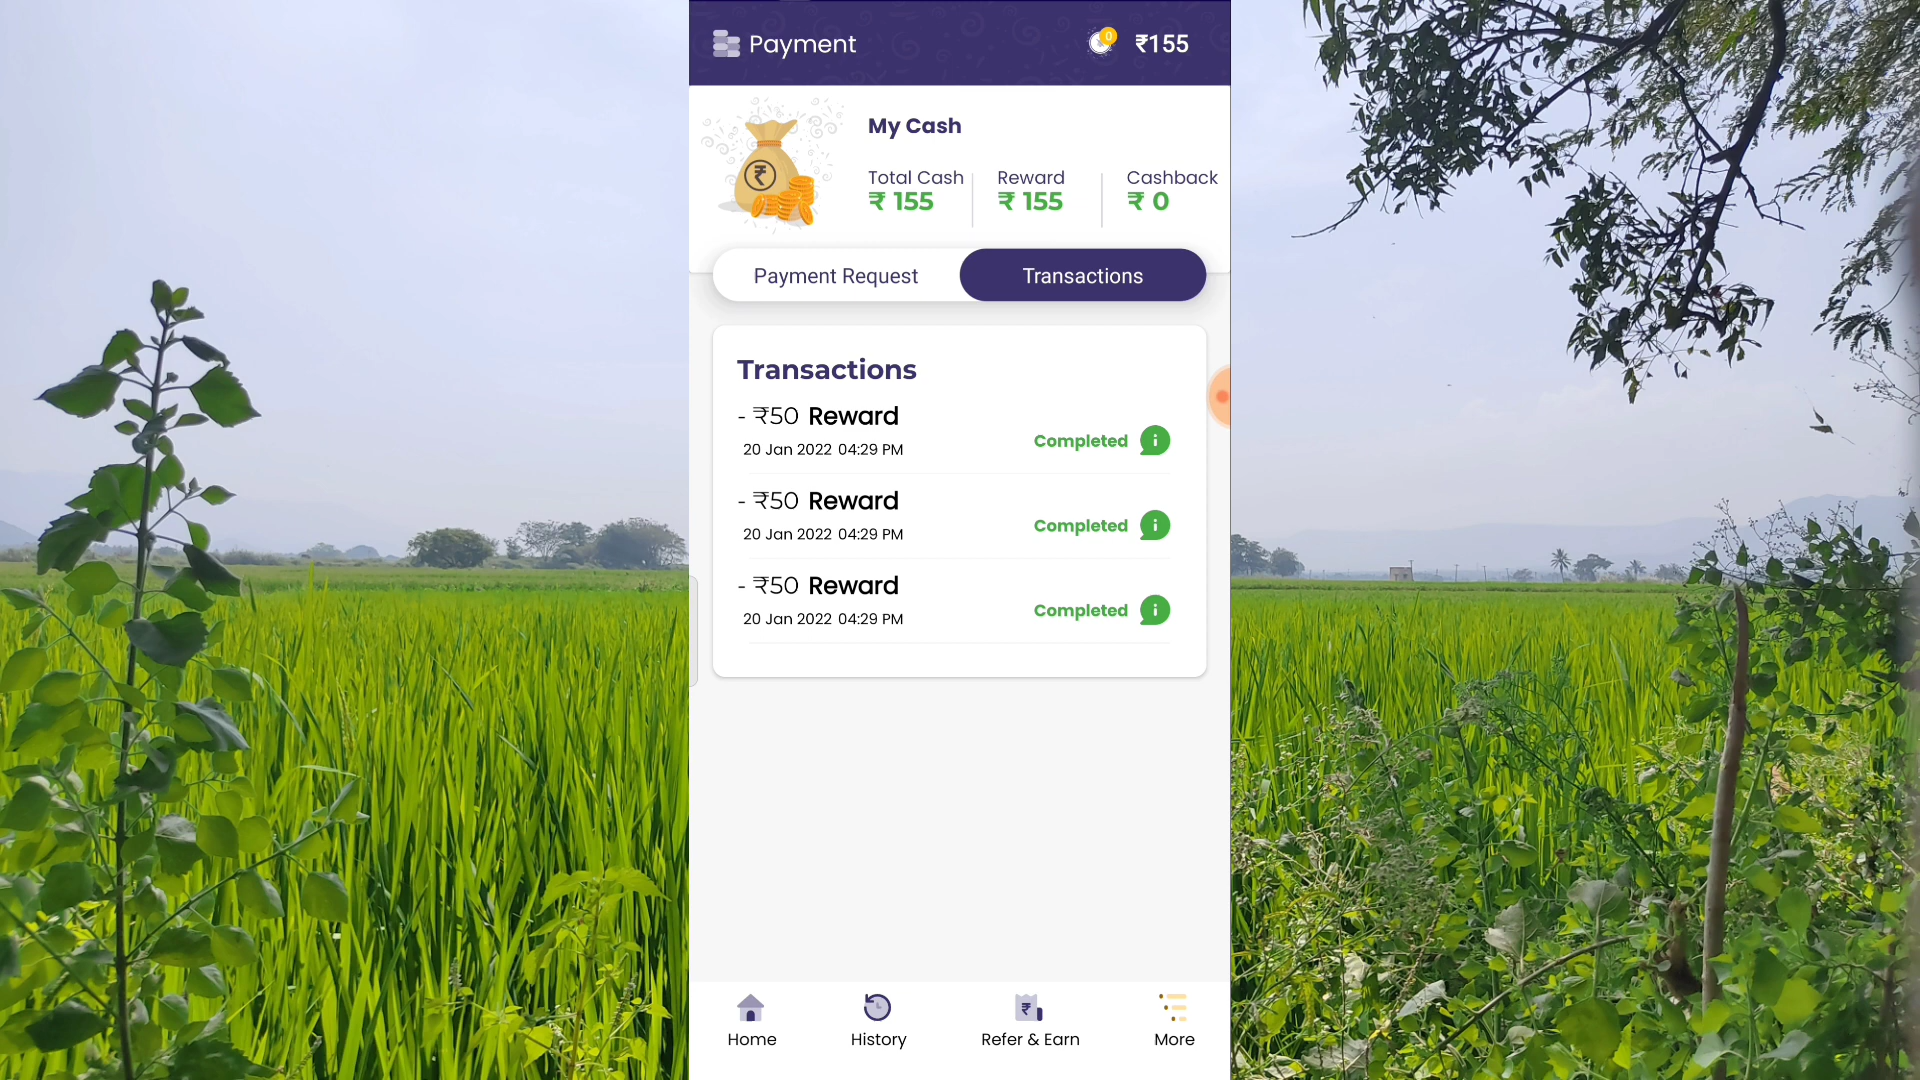 Payment
0
₹155
My Cash
Total Cash
Reward
Cashback
₹ 155
₹ 155
₹ 0
₹
Payment Request
Transactions
Transactions
- ₹50 Reward
20 Jan 2022 04:29 PM
Completed
i
- ₹50 Reward
20 Jan 2022 04:29 PM
Completed
i
- ₹50 Reward
20 Jan 2022 04:29 PM
Completed
i
₹
Home
History
Refer & Earn
More